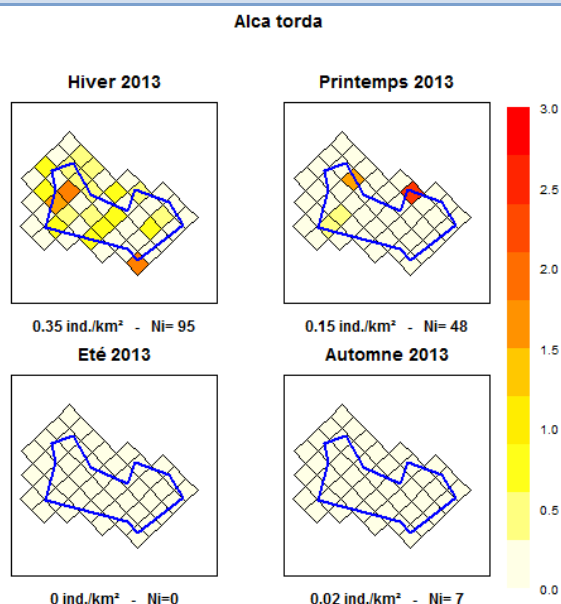 Alca torda
Hiver 2013
Printemps 2013
0.35 ind./km² - Ni= 95
0.15 ind./km² - Ni= 48
Eté 2013
Automne 2013
0 ind./km² - Ni=0
0.02 ind./km² - Ni= 7
3.0
2.5
2.0
1.5
1.0
0.5
0.0